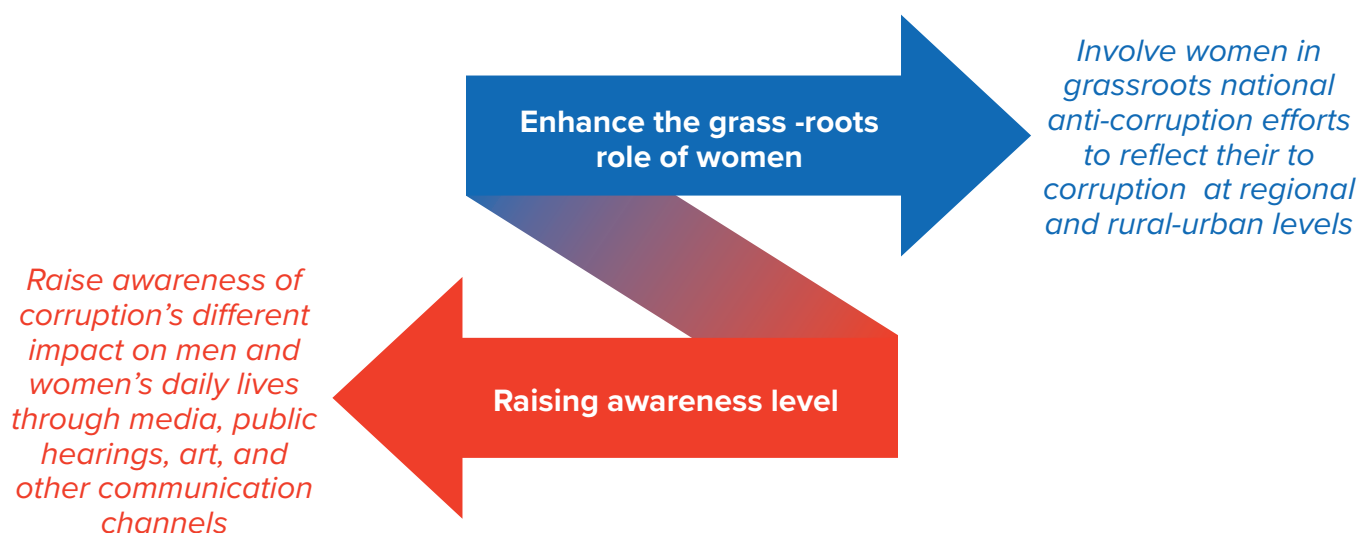 Enhance the grass -roots
role of women
Involve women in
grassroots national
anti-corruption efforts
to reflect their to
corruption  at regional
and rural-urban levels
Raise awareness of
corruption’s different
impact on men and
women’s daily lives
through media, public
hearings, art, and
other communication
channels
Raising awareness level